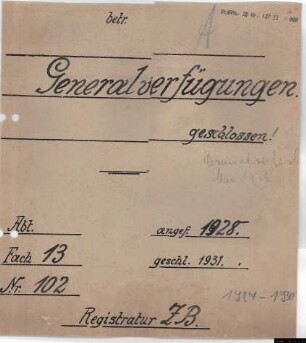 betr.
Generalverfügungen.
geschlossen!
Abt. angef. 1928.
Fach 13 geschl. 1931.
Nr. 102
1924-1930
Registratur Z.B.